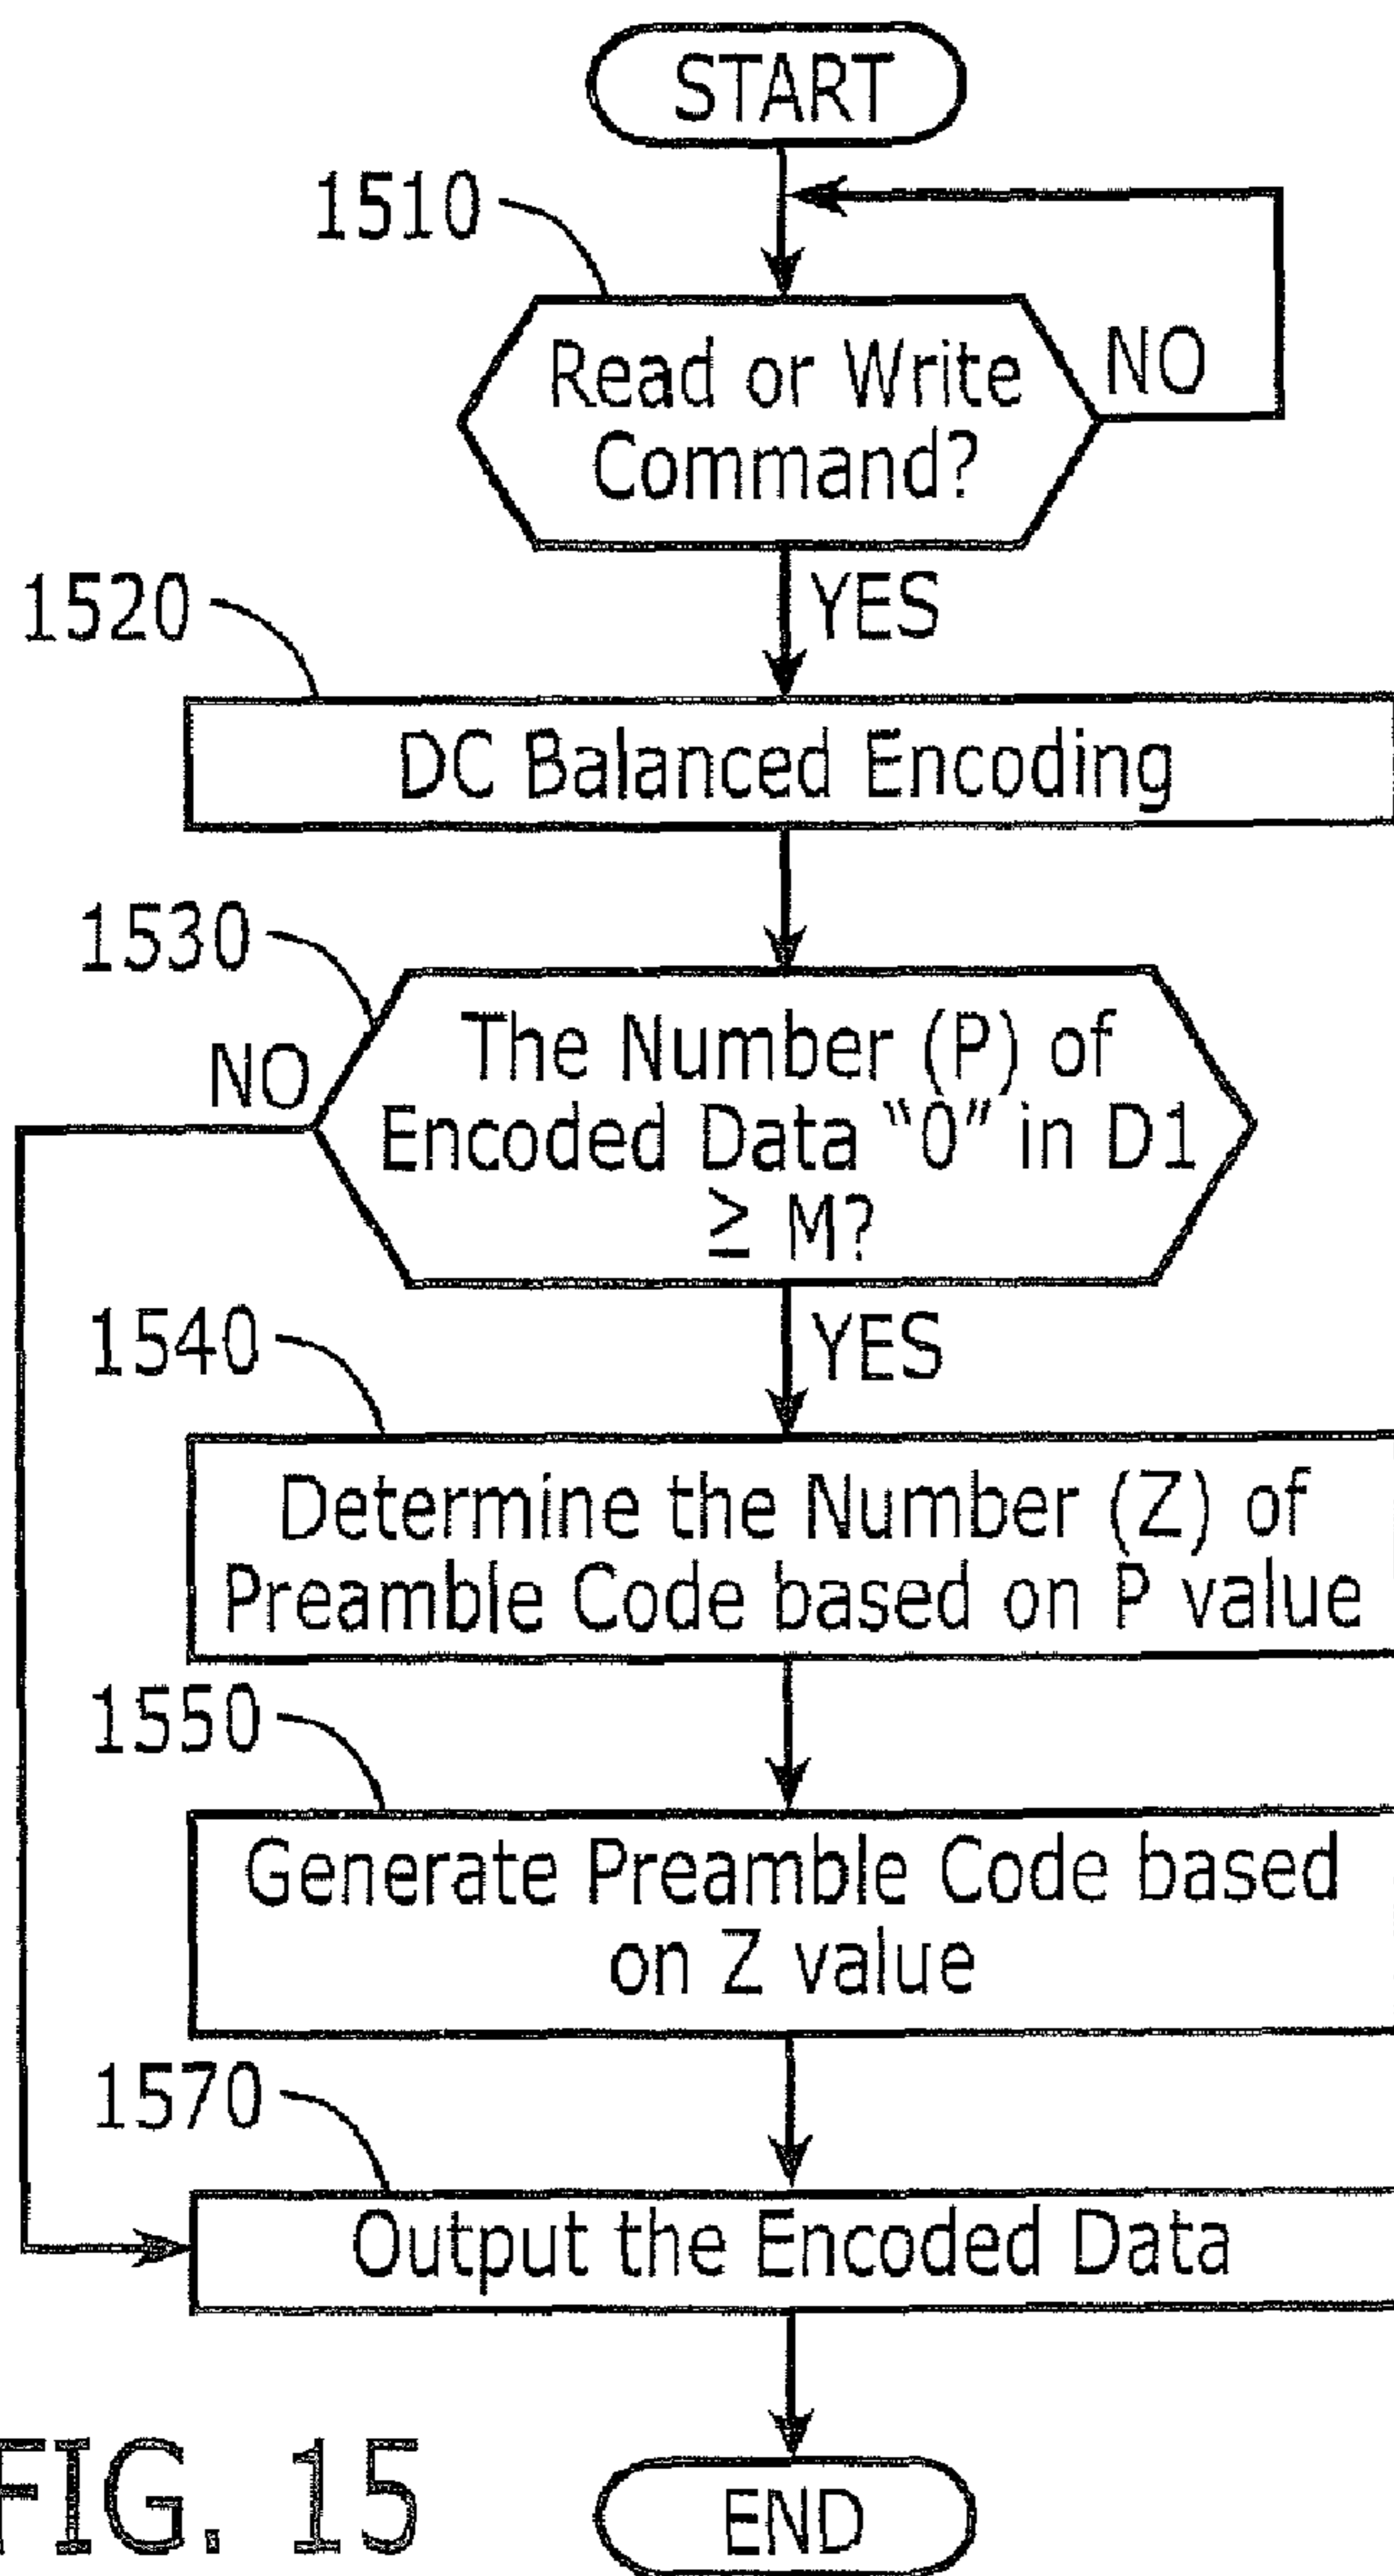 START
1510
Read or Write
Command?
NO
YES
1520
DC Balanced Encoding
1530
The Number (P) of
Encoded Data “0” in D1
≥ M?
NO
YES
1540
Determine the Number (Z) of
Preamble Code based on P value
1550
Generate Preamble Code based
on Z value
1570
Output the Encoded Data
END
FIG. 15